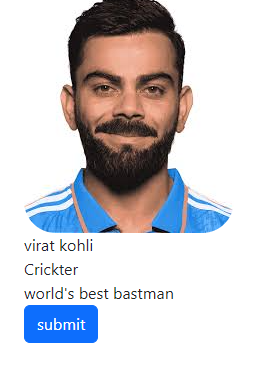 virat kohli
Crickter
world's best bastman
submit